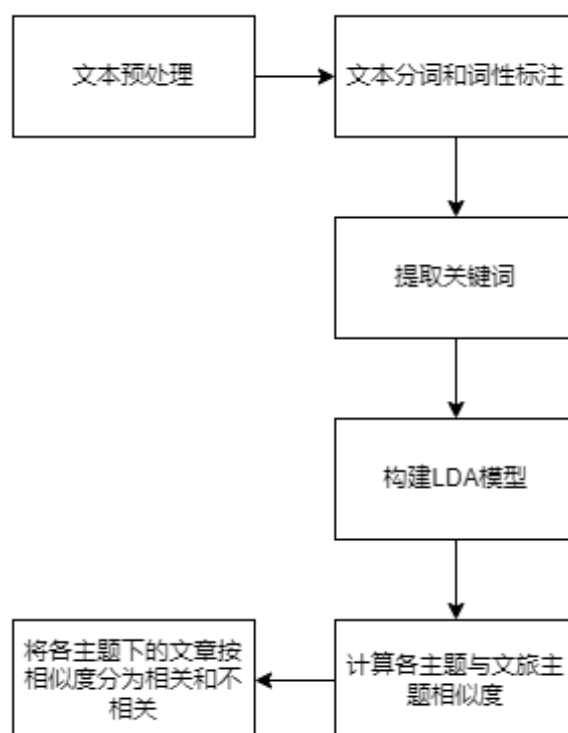 文本预处理
文本分词和词性标注
提取关键词
构建LDA模型
计算各主题与文旅主
题相似度
将各主题下的文章按
相似度分为相关和不
相关